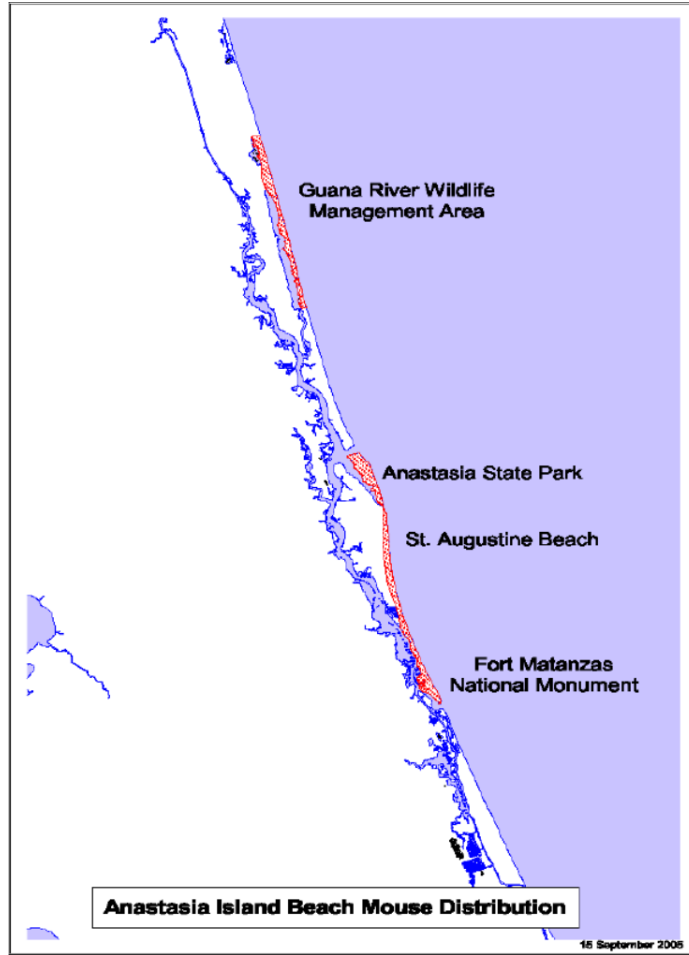 Guana River Wildlife
Management Area
Anastasia State Park
St. Augustine Beach
Fort Matanzas
National Monument
Anastasia Island Beach Mouse Distribution
15 September 2005